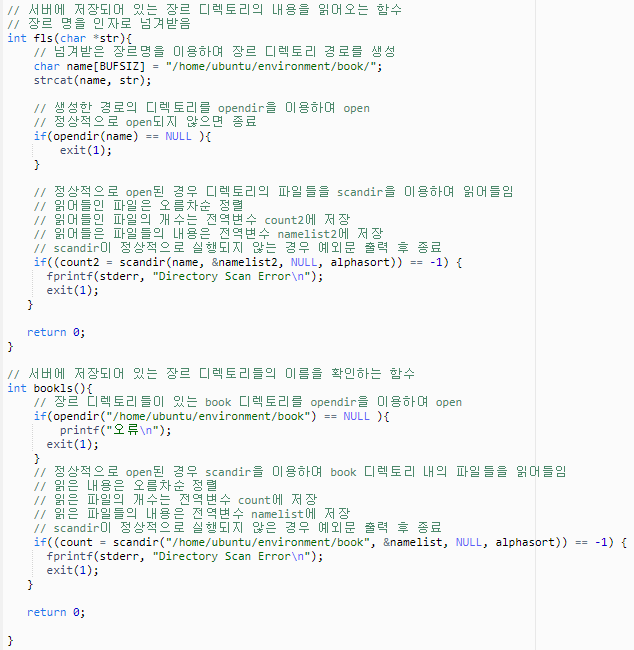 // 서버에 저장되어 있는 장르 디렉토리의 내용을 읽어오는 함수
// 장르 명을 인자로 넘겨받음
int fls(char *str){
    // 넘겨받은 장르명을 이용하여 장르 디렉토리 경로를 생성
    char name[BUFSIZ] = "/home/ubuntu/environment/book/";
    strcat(name, str);

    // 생성한 경로의 디렉토리를 opendir을 이용하여 open
    // 정상적으로 open되지 않으면 종료
    if(opendir(name) == NULL ){
        exit(1);
    }

    // 정상적으로 open된 경우 디렉토리의 파일들을 scandir을 이용하여 읽어들임
    // 읽어들인 파일은 오름차순 정렬
    // 읽어들인 파일의 개수는 전역변수 count2에 저장
    // 읽어들은 파일들의 내용은 전역변수 namelist2에 저장
    // scandir이 정상적으로 실행되지 않는 경우 예외문 출력 후 종료
    if((count2 = scandir(name, &namelist2, NULL, alphasort)) == -1) {
      fprintf(stderr, "Directory Scan Error\n");
      exit(1);
   }

   return 0;
}

// 서버에 저장되어 있는 장르 디렉토리들의 이름을 확인하는 함수
int bookls(){
    // 장르 디렉토리들이 있는 book 디렉토리를 opendir을 이용하여 open
    if(opendir("/home/ubuntu/environment/book") == NULL ){
        printf("오류\n");
      exit(1);
    }
    // 정상적으로 open된 경우 scandir을 이용하여 book 디렉토리 내의 파일들을 읽어들임
    // 읽은 내용은 오름차순 정렬
    // 읽은 파일의 개수는 전역변수 count에 저장
    // 읽은 파일들의 내용은 전역변수 namelist에 저장
    // scandir이 정상적으로 실행되지 않은 경우 예외문 출력 후 종료
    if((count = scandir("/home/ubuntu/environment/book", &namelist, NULL, alphasort)) == -1) {
      fprintf(stderr, "Directory Scan Error\n");
      exit(1);
   }

   return 0;

}